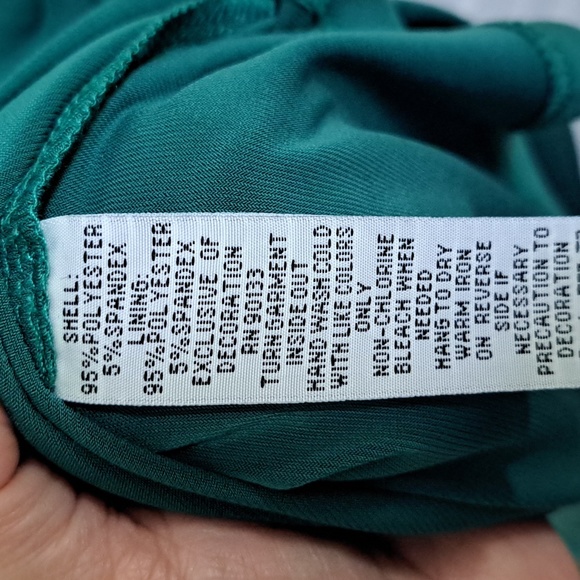 SHELL:
95% POLYESTER
5% SPANDEX
LINING:
95% POLYESTER
5% SPANDEX
EXCLUSIVE OF
DECORATION
RN 90133
TURN GARMENT
INSIDE OUT
HAND WASH COLD
WITH LIKE COLORS
ONLY
NON-CHLORINE
BLEACH WHEN
NEEDED
HANG TO DRY
WARM IRON
ON REVERSE
SIDE IF
NECESSARY
PRECAUTION TO
DECORATION